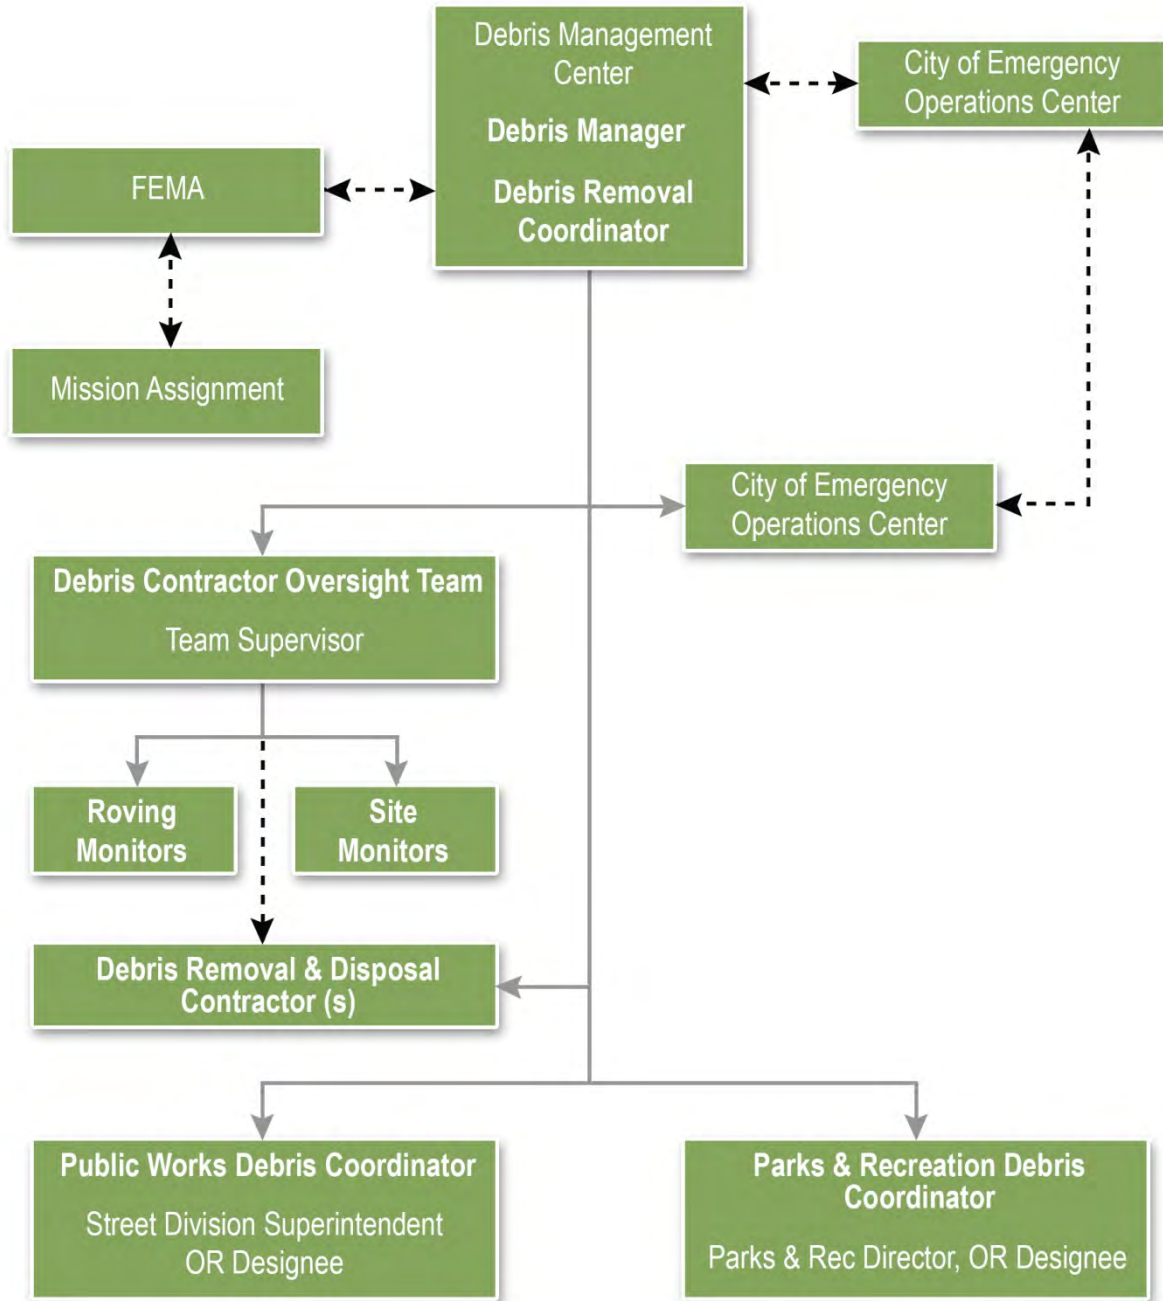 Debris Management
Center
Debris Manager
Debris Removal
Coordinator
City of Emergency
Operations Center
FEMA
Mission Assignment
City of Emergency
Operations Center
Debris Contractor Oversight Team
Team Supervisor
Roving
Monitors
Site
Monitors
Debris Removal & Disposal
Contractor (s)
Public Works Debris Coordinator
Street Division Superintendent
OR Designee
Parks & Recreation Debris
Coordinator
Parks & Rec Director, OR Designee